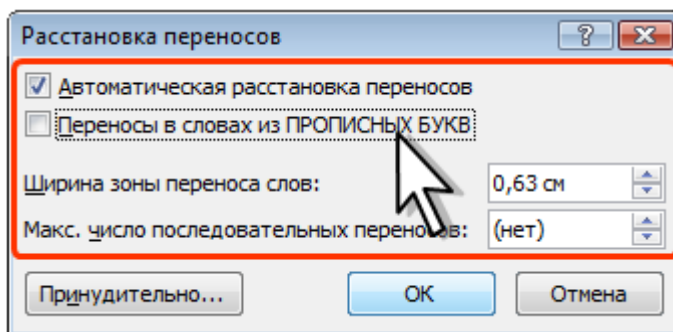 Расстановка переносов
Автоматическая расстановка переносов
Переносы в словах из ПРОПИСНЫХ БУКВ
Ширина зоны переноса слов: 0,63 см
Макс. число последовательных переносов: (нет)
Принудительно... ОК Отмена